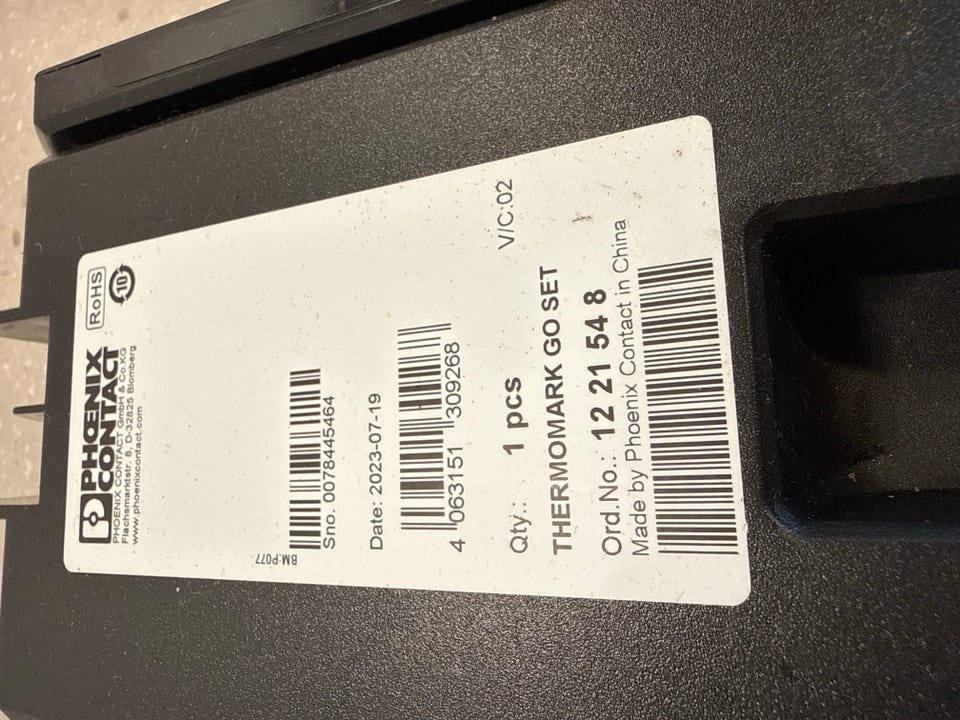 PHŒNIX
CONTACT
RoHS
10
PHOENIX CONTACT GmbH & Co.KG
Flachsmarktstr. 8, D-32825 Blomberg
www.phoenixcontact.com
BM:P077
Sno. 0078445464
Date: 2023-07-19
4 063151 309268
Qty.: 1 pcs V/C:02
THERMOMARK GO SET
Ord.No.: 12 21 54 8
Made by Phoenix Contact in China